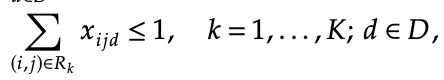 ∑_{(i,j)∈R_k} x_{ijd} ≤ 1, k = 1, . . . , K; d ∈ D,